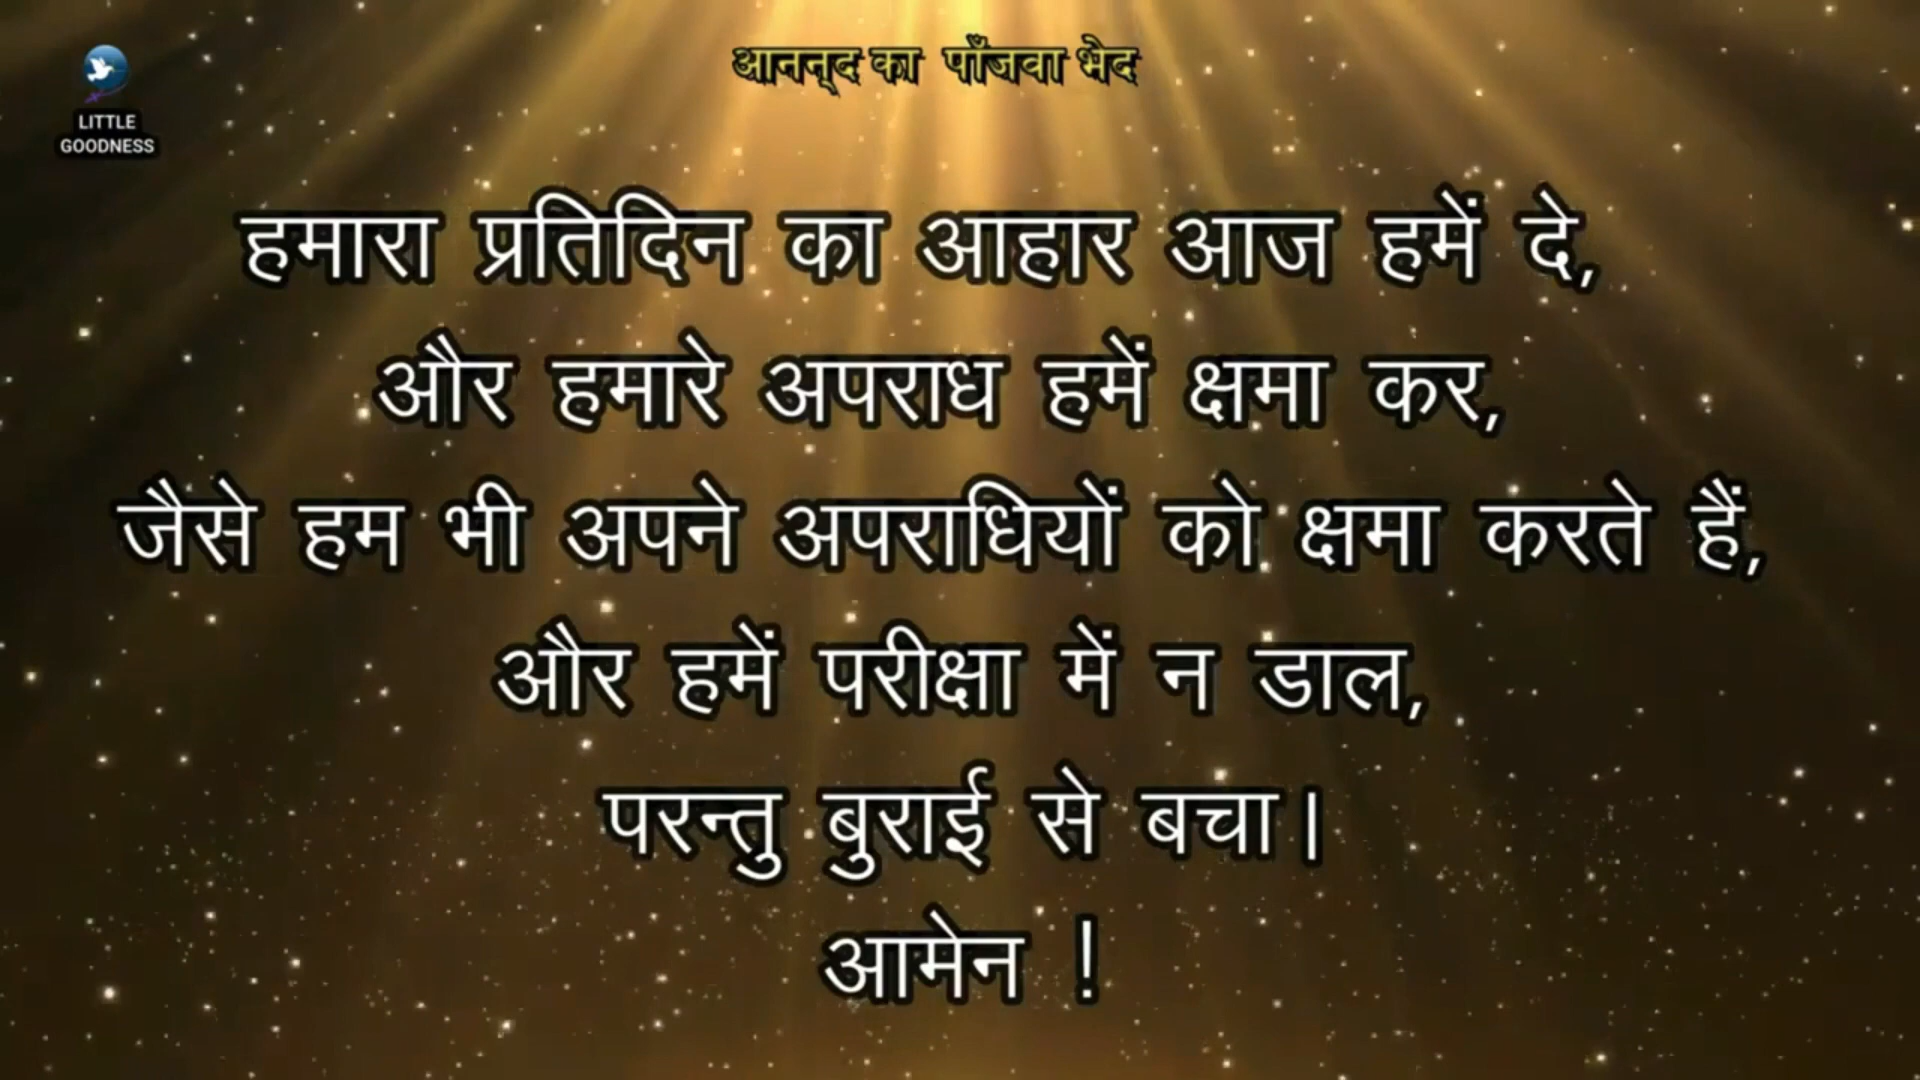 आनन्‌द का पाँजवा भेद
LITTLE
GOODNESS
हमारा प्रतिदिन का आहार आज हमें दे,
और हमारे अपराध हमें क्षमा कर,
जैसे हम भी अपने अपराधियों को क्षमा करते हैं,
और हमें परीक्षा में न डाल,
परन्तु बुराई से बचा।
आमेन !